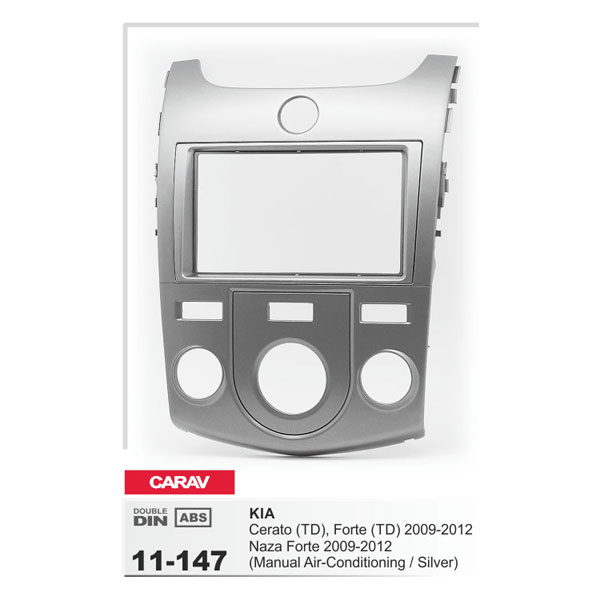 CARAV
DOUBLE
DIN
ABS
11-147
KIA
Cerato (TD), Forte (TD) 2009-2012
Naza Forte 2009-2012
(Manual Air-Conditioning / Silver)